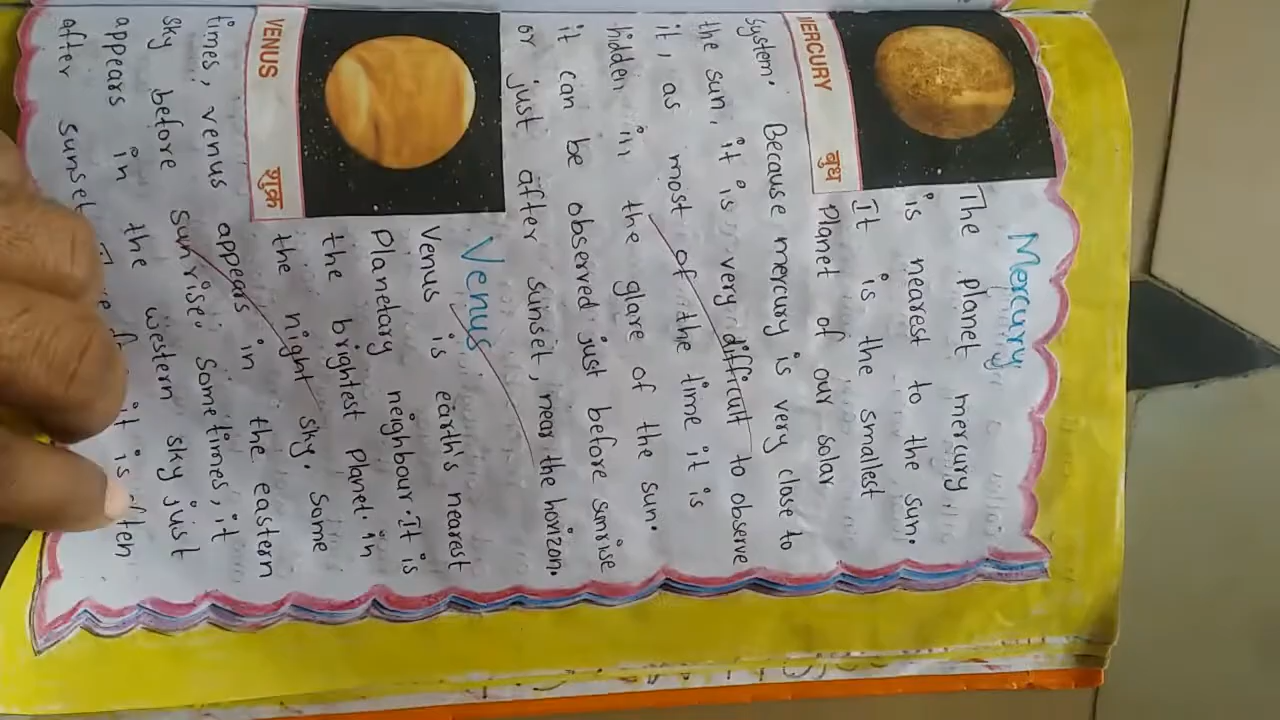 Mercury
The planet mercury
is nearest to the sun.
It is the smallest
planet of our solar
MERCURY बुध
system. Because mercury is very close to
the sun, it is very difficult to observe
it, as most of the time it is
hidden in the glare of the sun.
it can be observed just before sunrise
or just after sunset, near the horizon.
Venus
Venus is earth's nearest
Planetary neighbour. It is
the brightest planet. in
the night sky. some
VENUS शुक्र
times, venus appears in the eastern
sky before sunrise. sometimes, it
appears in the western sky just
after sunset it is